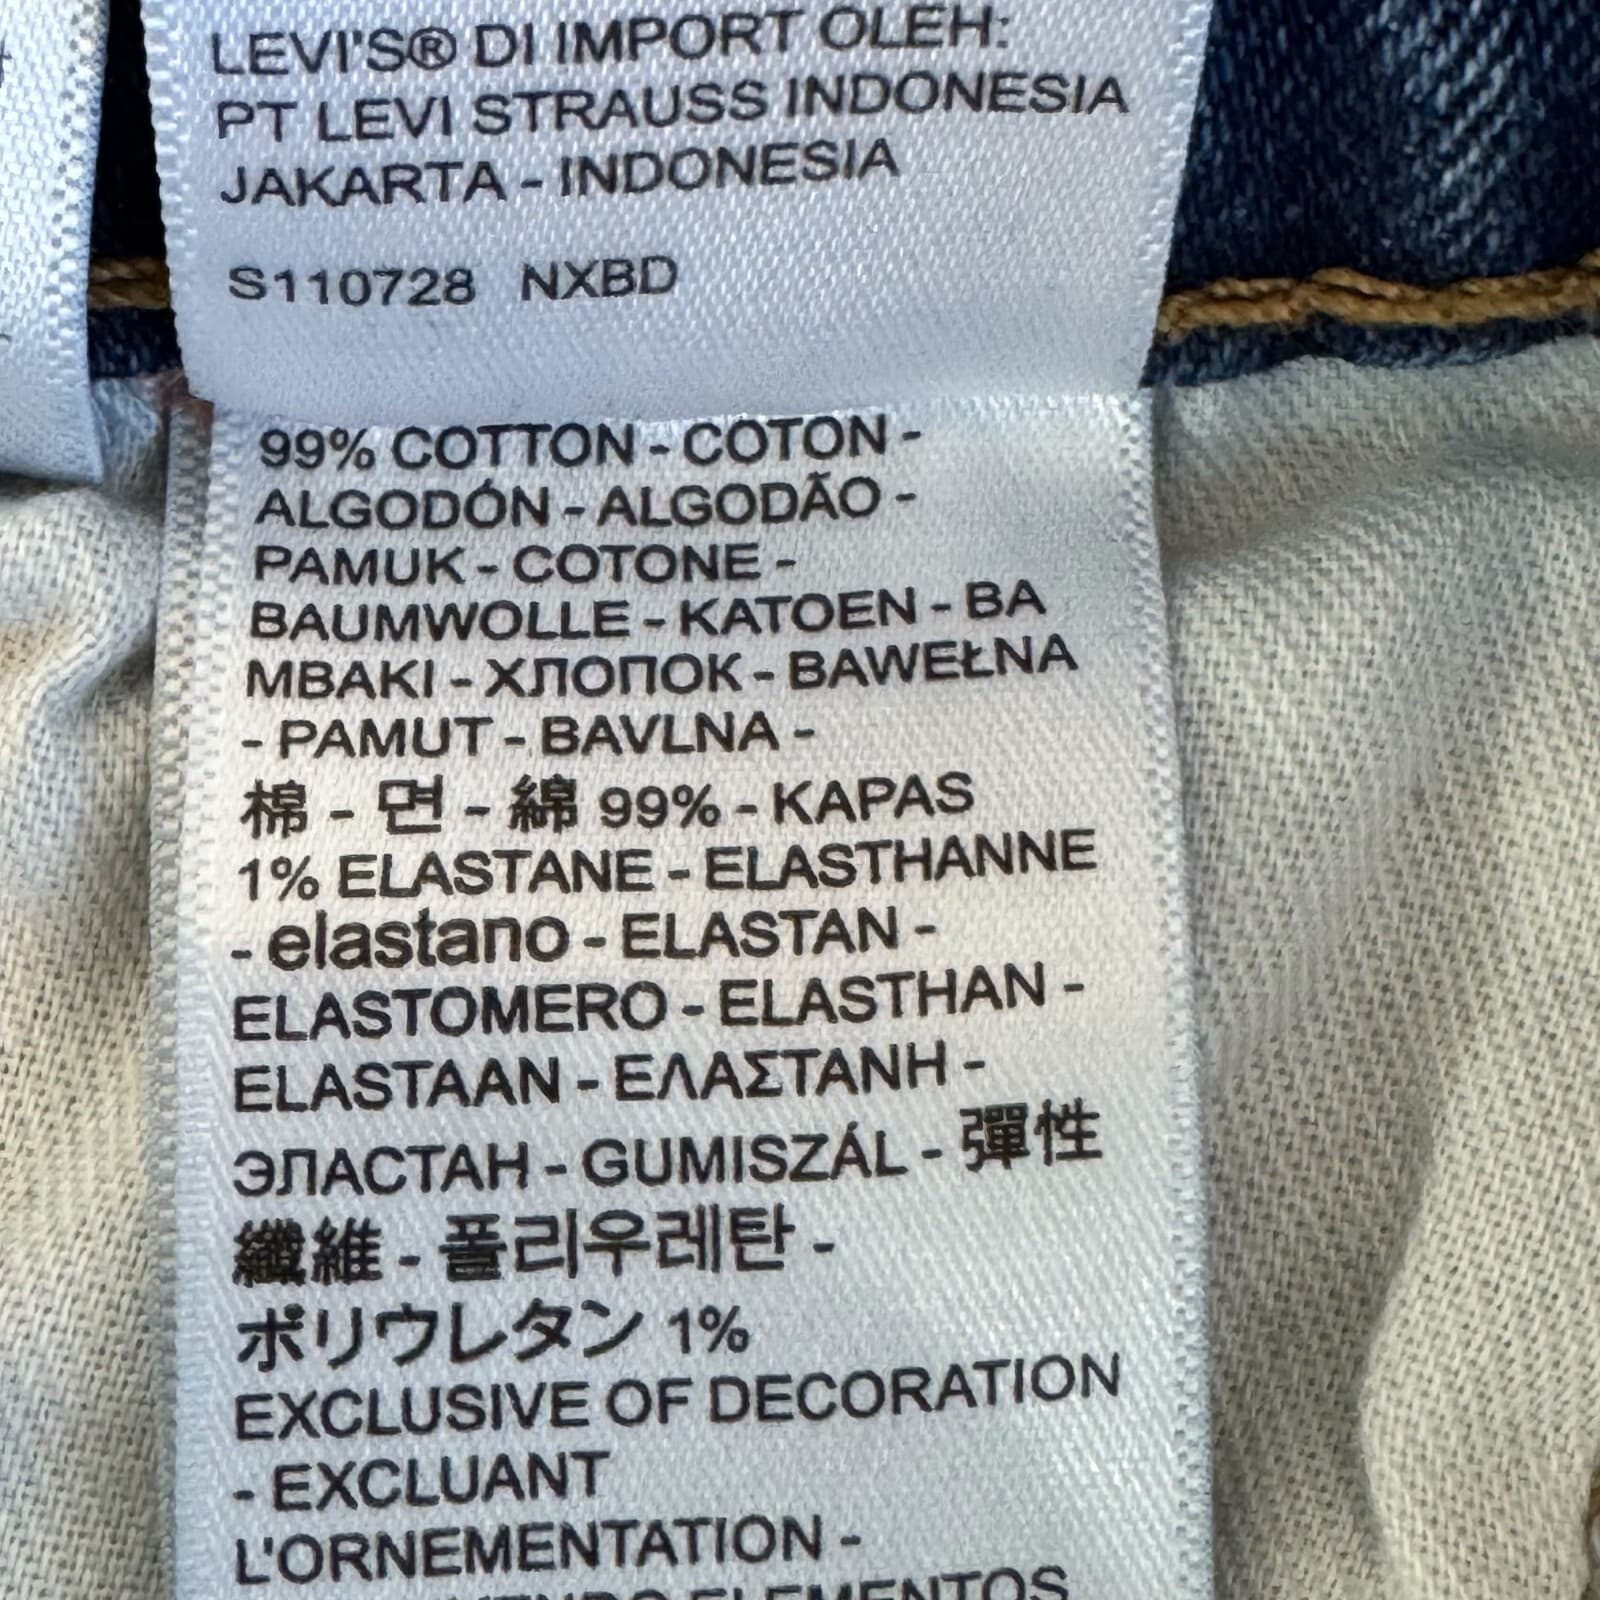 LEVI'S® DI IMPORT OLEH:
PT LEVI STRAUSS INDONESIA
JAKARTA - INDONESIA
S110728 NXBD
99% COTTON - COTON -
ALGODÓN - ALGODÃO -
PAMUK - COTONE -
BAUMWOLLE - KATOEN - BA
MBAKI - ХЛОПОК - BAWEŁNA
- PAMUT - BAVLNA -
棉 - 면 - 綿 99% - KAPAS
1% ELASTANE - ELASTHANNE
- elastano - ELASTAN -
ELASTOMERO - ELASTHAN -
ELASTAAN - ΕΛΑΣΤΑΝΗ -
ЭЛАСТАН - GUMISZÁL - 彈性
纖維 - 폴리우레탄 -
ポリウレタン 1%
EXCLUSIVE OF DECORATION
- EXCLUANT
L'ORNEMENTATION -
ELEMENTOS